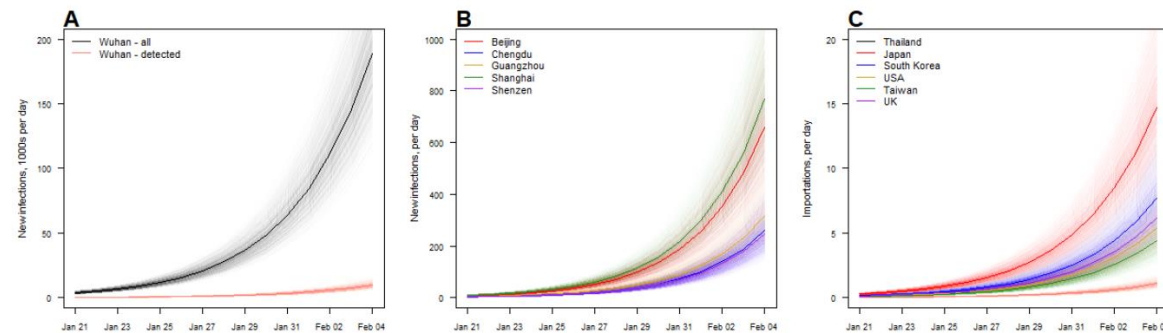 A
Wuhan - all
Wuhan - detected
New infections, 1000s per day
200
150
100
50
0
Jan 21 Jan 23 Jan 25 Jan 27 Jan 29 Jan 31 Feb 02 Feb 04
B
Beijing
Chengdu
Guangzhou
Shanghai
Shenzen
New infections, per day
1000
800
600
400
200
0
Jan 21 Jan 23 Jan 25 Jan 27 Jan 29 Jan 31 Feb 02 Feb 04
C
Thailand
Japan
South Korea
USA
Taiwan
UK
Importations, per day
20
15
10
5
0
Jan 21 Jan 23 Jan 25 Jan 27 Jan 29 Jan 31 Feb 02 Feb 0